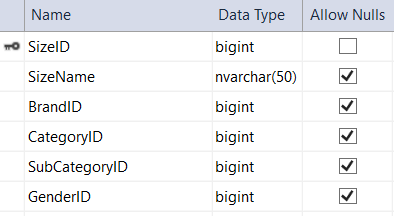 Name Data Type Allow Nulls
SizeID bigint
SizeName nvarchar(50)
BrandID bigint
CategoryID bigint
SubCategoryID bigint
GenderID bigint